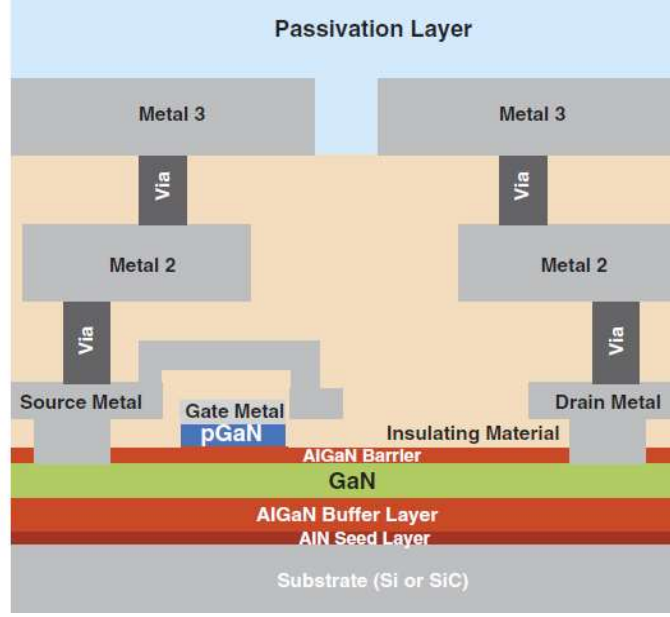 Passivation Layer
Metal 3
Metal 3
Via
Via
Metal 2
Metal 2
Via
Via
Source Metal
Drain Metal
Gate Metal
pGaN
Insulating Material
AlGaN Barrier
GaN
AlGaN Buffer Layer
AlN Seed Layer
Substrate (Si or SiC)